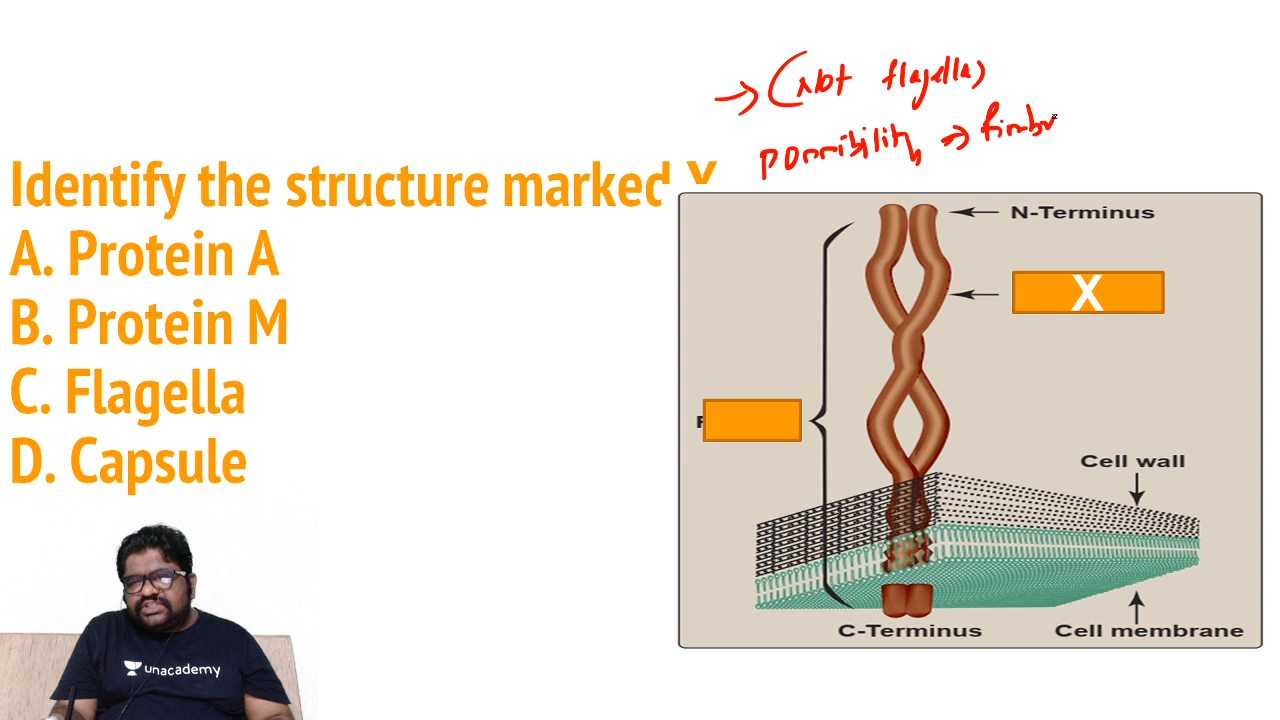 → (Not flagella)
possibility → fimbr
Identify the structure marked X
A. Protein A
B. Protein M
C. Flagella
D. Capsule
N-Terminus
X
Cell wall
C-Terminus
Cell membrane
unacademy